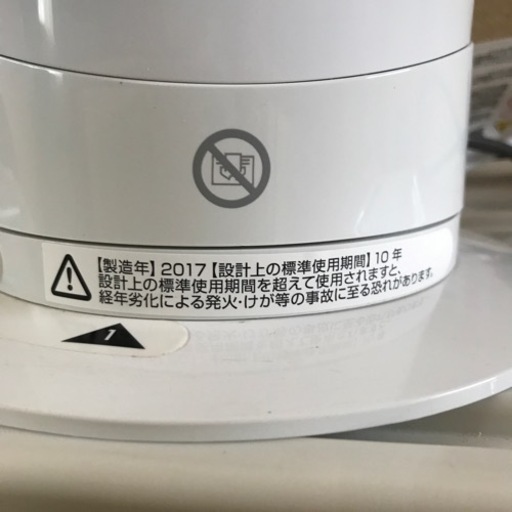 【製造年】2017【設計上の標準使用期間】10年
設計上の標準使用期間を超えて使用されますと、
経年劣化による発火・けが等の事故に至る恐れがあります。
1